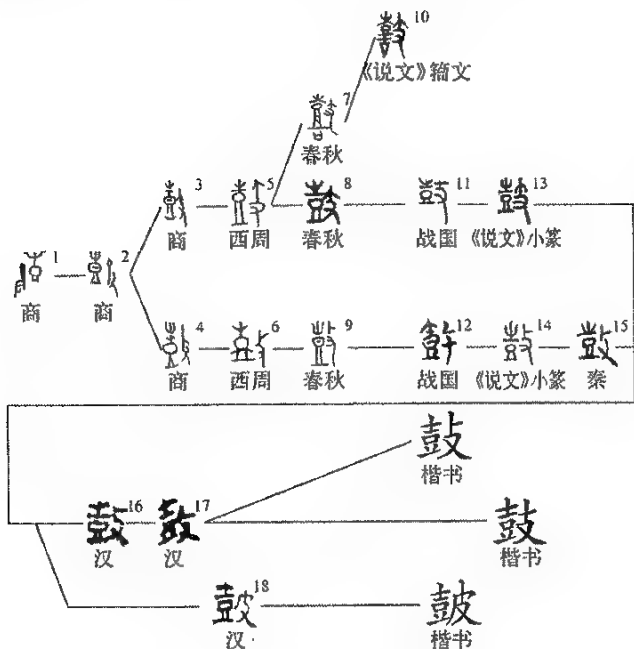 10
《说文》籀文
7
春秋
3 5 8 11 13
商 西周 春秋 战国 《说文》小篆
1 2
商 商
4 6 9 12 14 15
商 西周 春秋 战国 《说文》小篆 秦
楷书
16 17 鼓
汉 汉 楷书
18 皷
汉 楷书